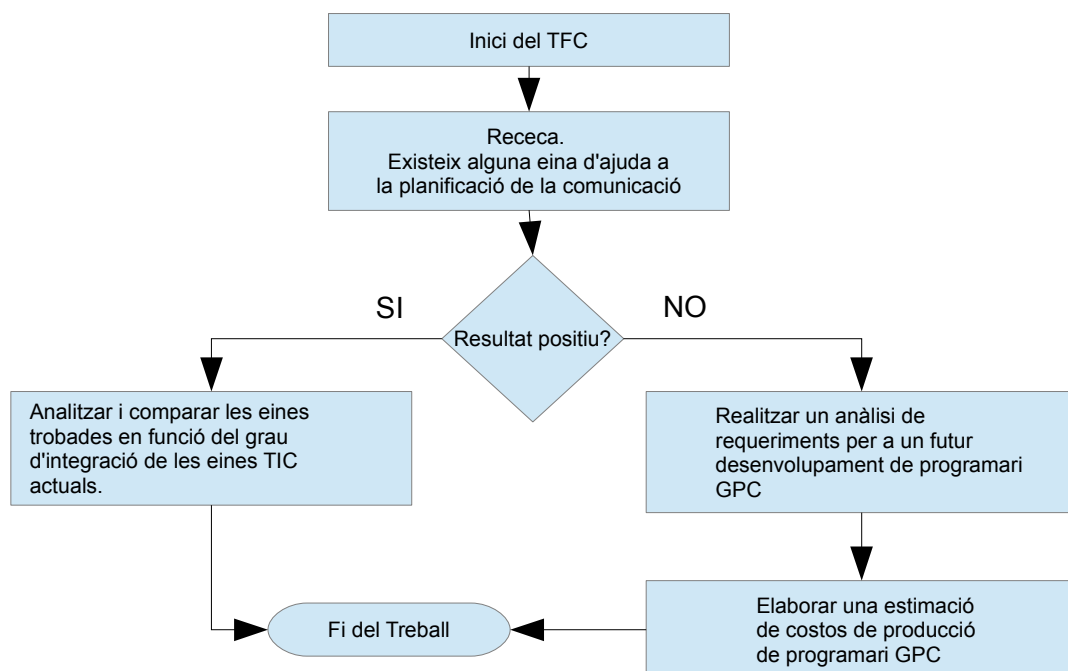 Inici del TFC
Receca.
Existeix alguna eina d'ajuda a
la planificació de la comunicació
SI
NO
Resultat positiu?
Analitzar i comparar les eines
trobades en funció del grau
d'integració de les eines TIC
actuals.
Realitzar un anàlisi de
requeriments per a un futur
desenvolupament de programari
GPC
Fi del Treball
Elaborar una estimació
de costos de producció
de programari GPC